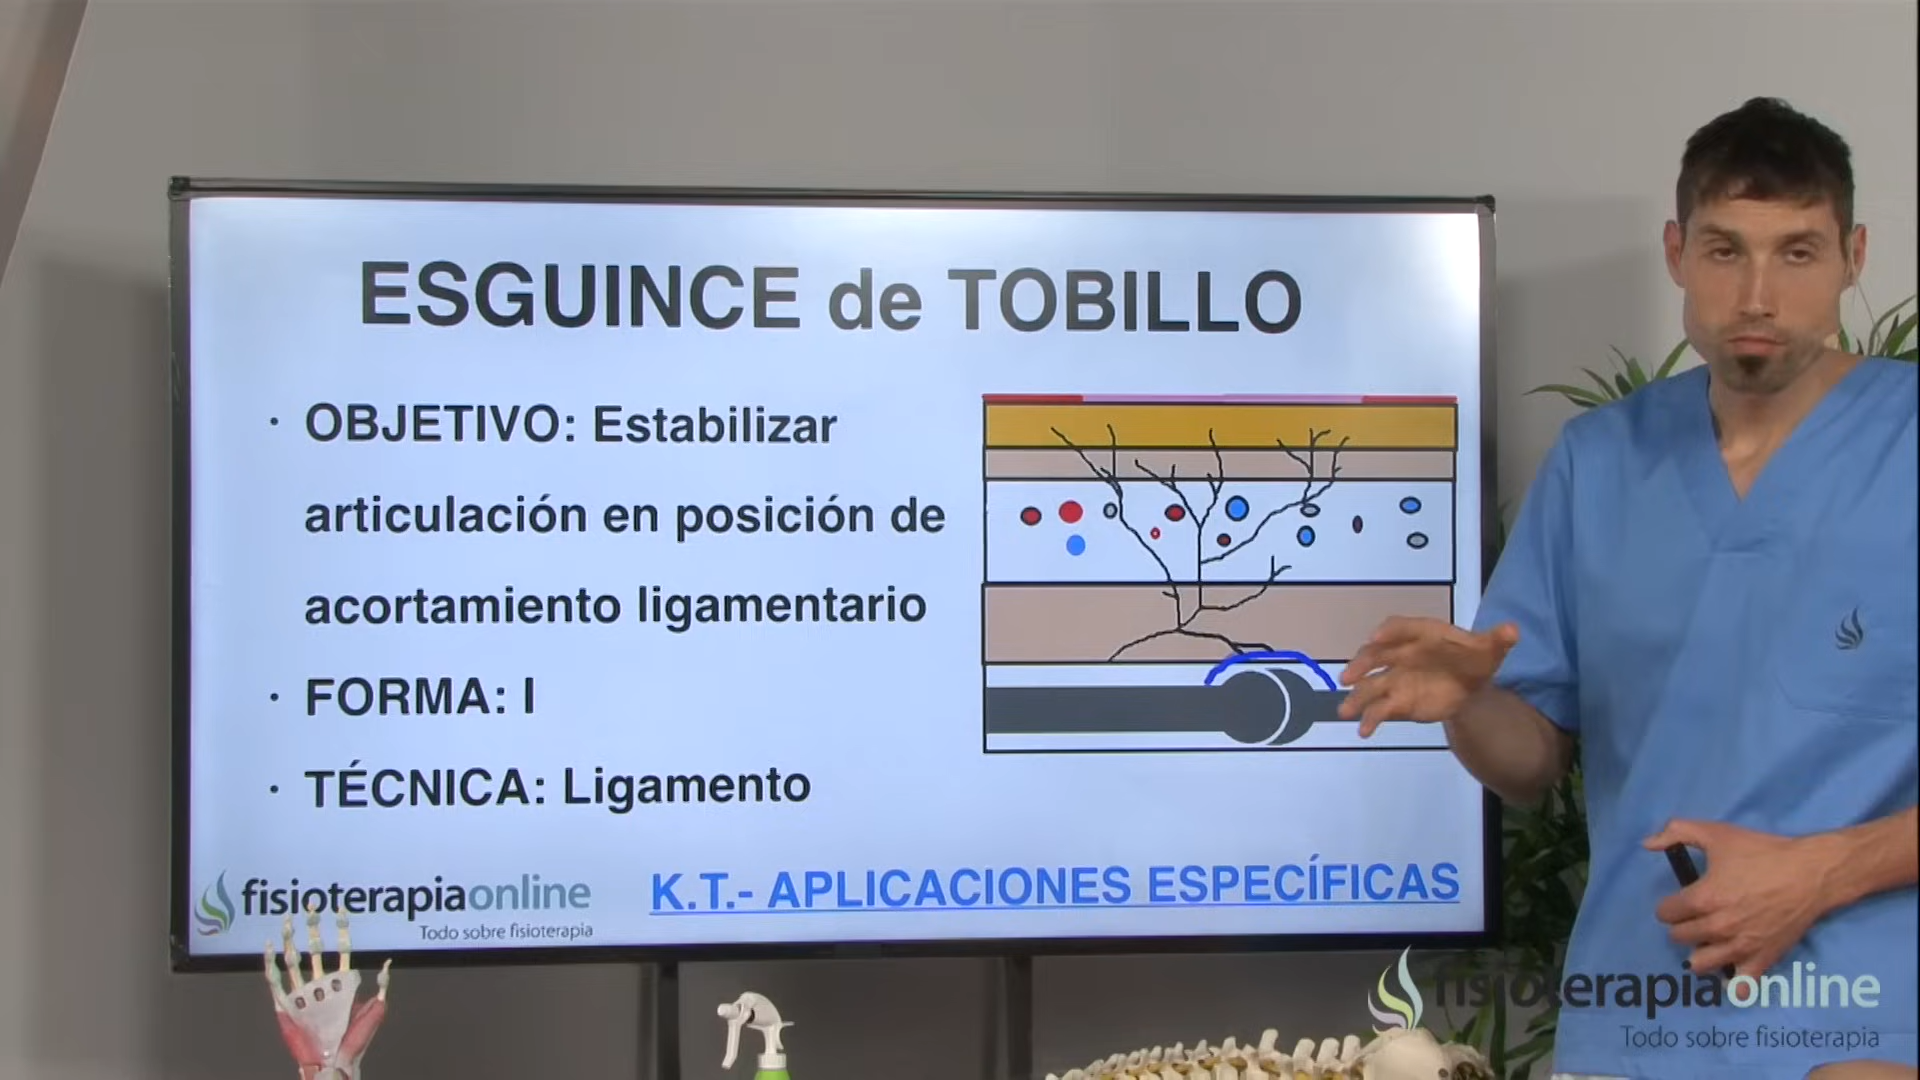 ESGUINCE de TOBILLO
· OBJETIVO: Estabilizar
articulación en posición de
acortamiento ligamentario
· FORMA: I
· TÉCNICA: Ligamento
fisioterapiaonline
Todo sobre fisioterapia
K.T.- APLICACIONES ESPECÍFICAS
fisioterapiaonline
Todo sobre fisioterapia